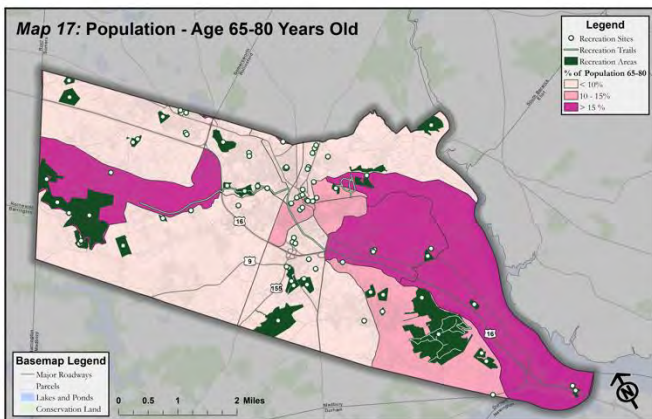 Map 17: Population - Age 65-80 Years Old
Legend
Recreation Sites
Recreation Trails
Recreation Areas
% of Population 65-80
< 10%
10 - 15%
> 15 %
16
9
155
16
Basemap Legend
Major Roadways
Parcels
Lakes and Ponds
Conservation Land
0 0.5 1 2 Miles
N